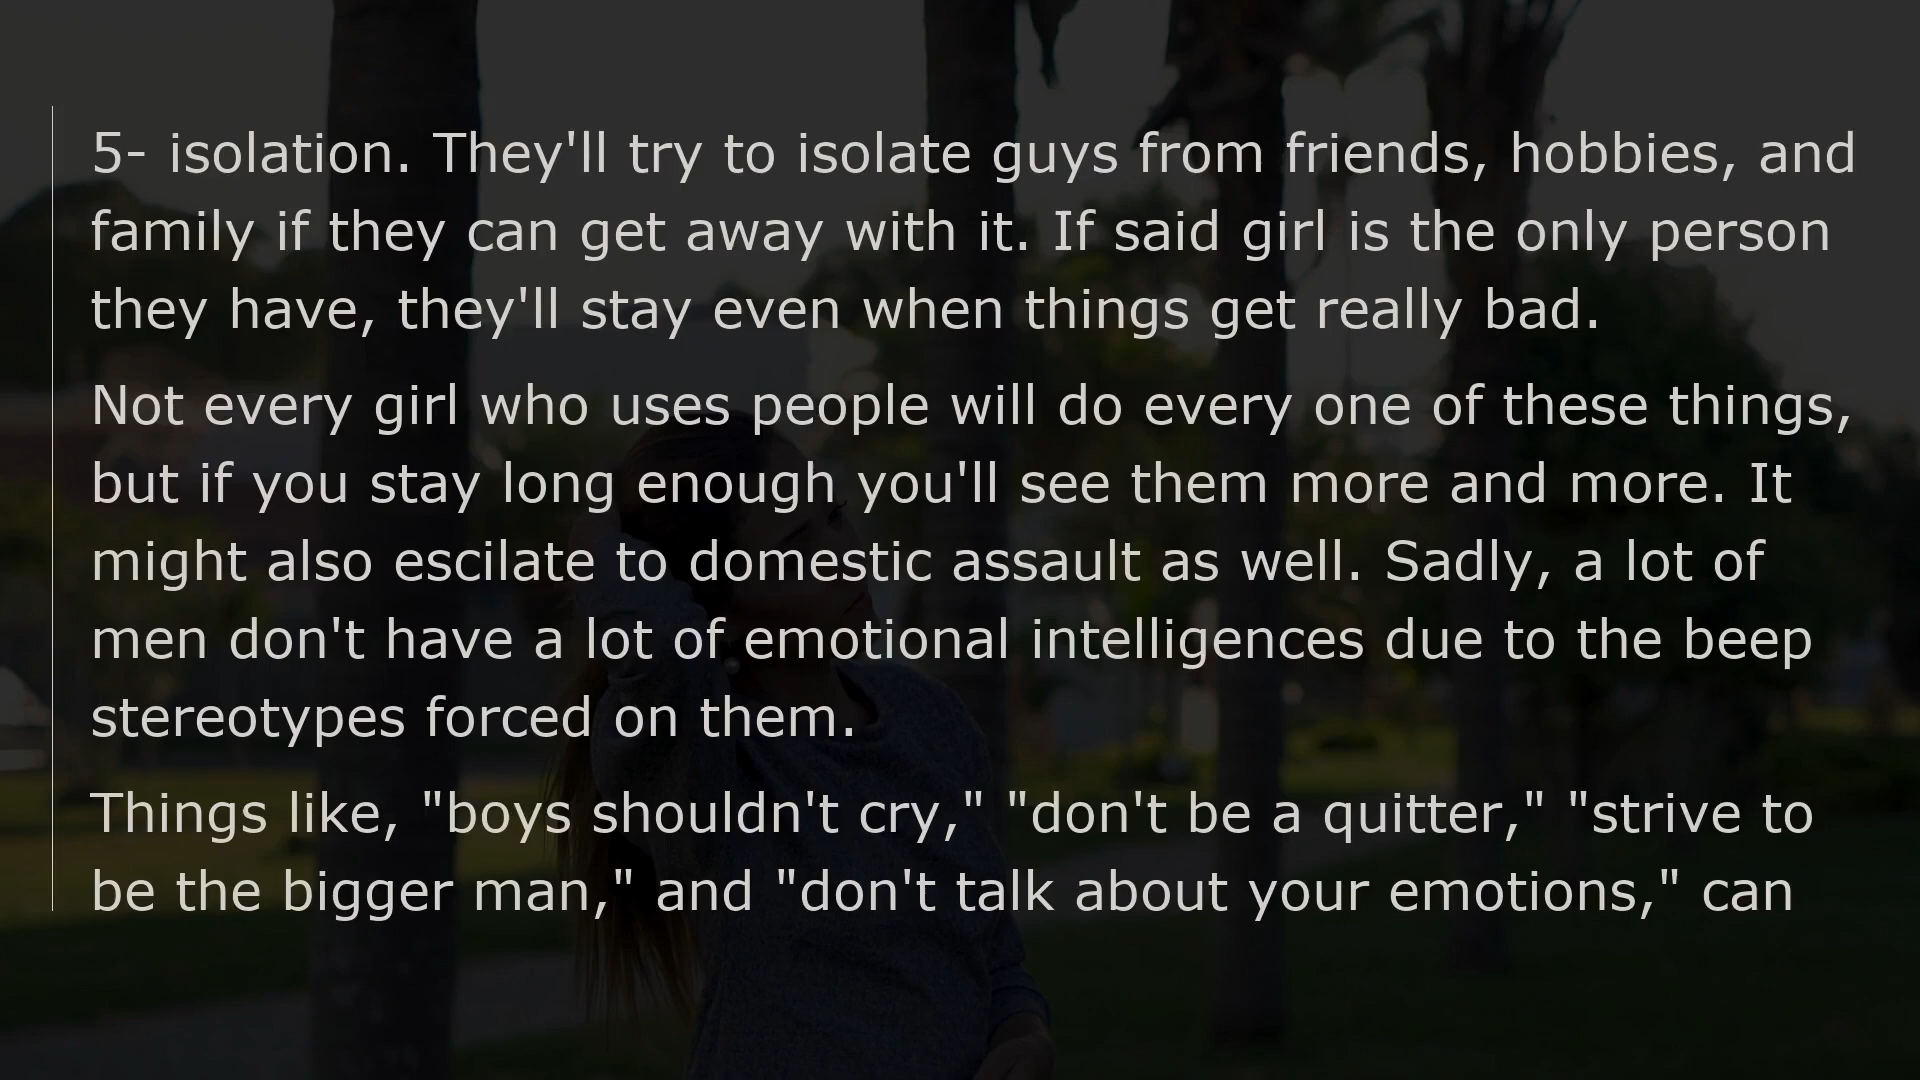 5- isolation. They'll try to isolate guys from friends, hobbies, and
family if they can get away with it. If said girl is the only person
they have, they'll stay even when things get really bad.
Not every girl who uses people will do every one of these things,
but if you stay long enough you'll see them more and more. It
might also escilate to domestic assault as well. Sadly, a lot of
men don't have a lot of emotional intelligences due to the beep
stereotypes forced on them.
Things like, "boys shouldn't cry," "don't be a quitter," "strive to
be the bigger man," and "don't talk about your emotions," can